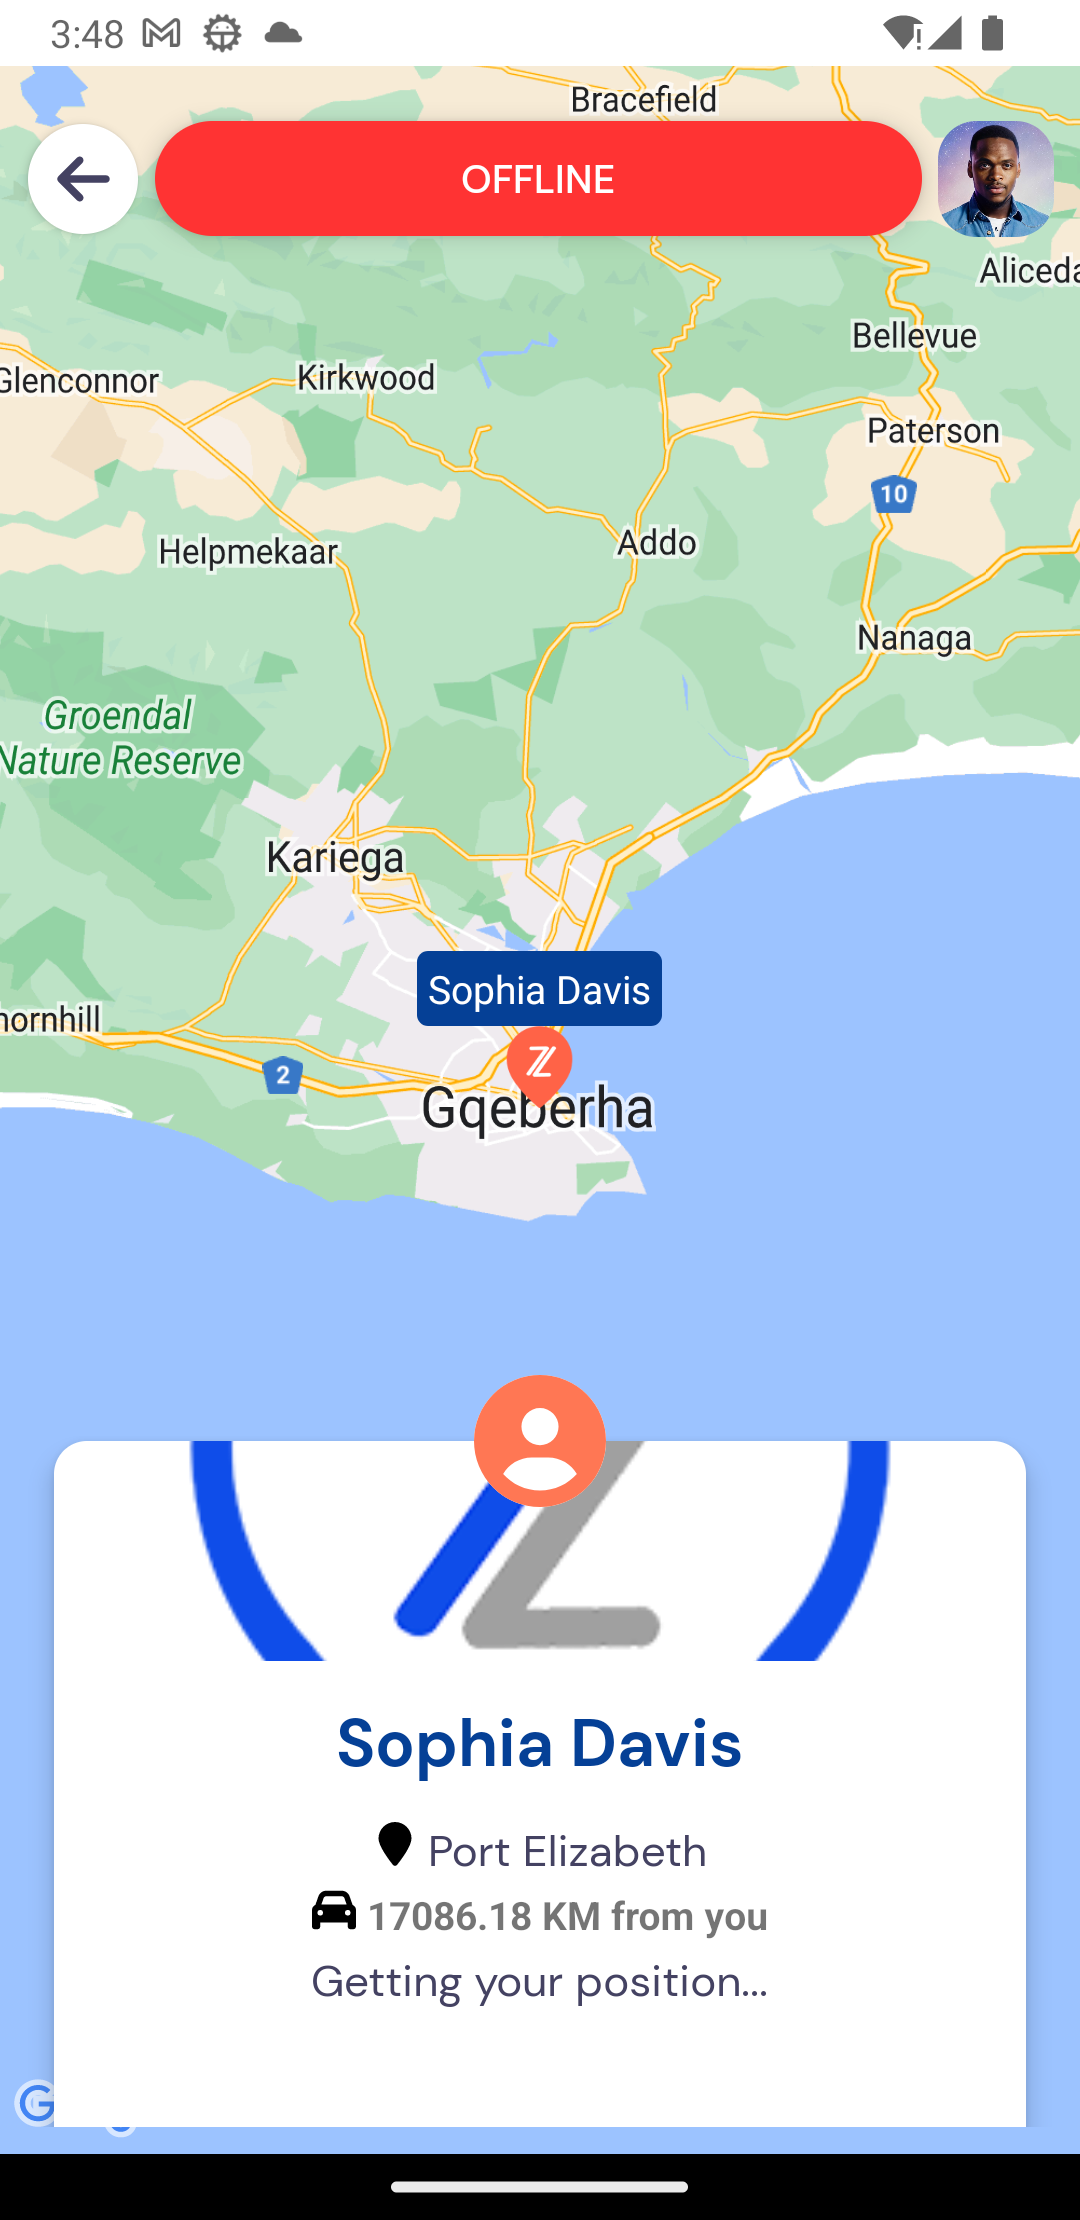 3:48
Bracefield
OFFLINE
Aliceda
Bellevue
Glenconnor
Kirkwood
Paterson
10
Helpmekaar
Addo
Nanaga
Groendal
Nature Reserve
Kariega
Sophia Davis
hornhill
2
Gqeberha
Sophia Davis
Port Elizabeth
17086.18 KM from you
Getting your position...